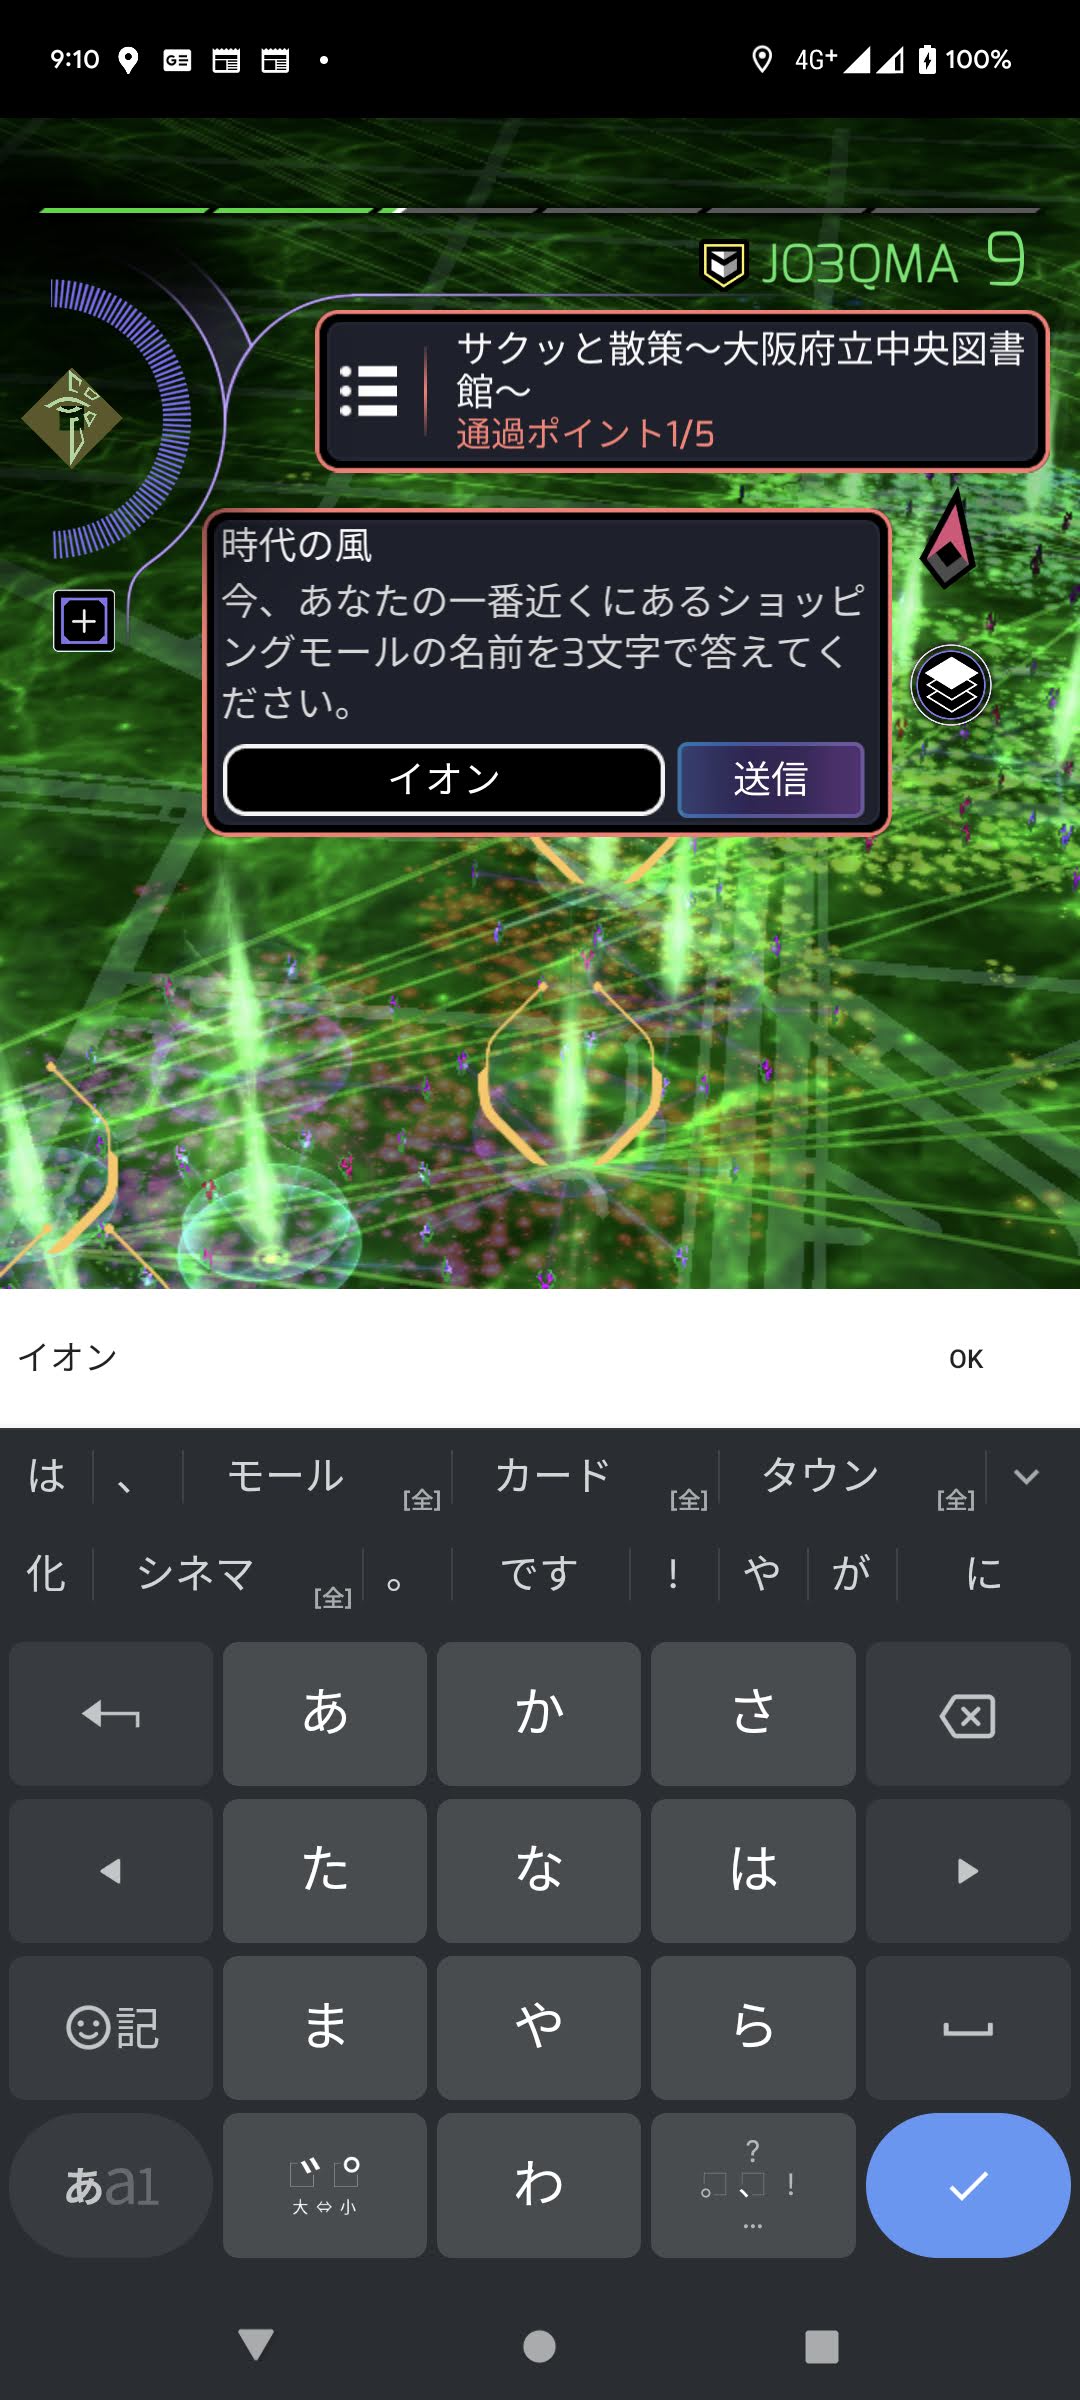 9:10
4G+
100%
JO3QMA 9
サクッと散策～大阪府立中央図書
館～
通過ポイント1/5
時代の風
今、あなたの一番近くにあるショッピ
ングモールの名前を3文字で答えてく
ださい。
イオン 送信
イオン OK
は 、 モール [全] カード [全] タウン [全]
化 シネマ [全] 。 です ！ や が に
あ か さ
た な は
記 ま や ら
あa1 大⇔小 わ 。、?!…